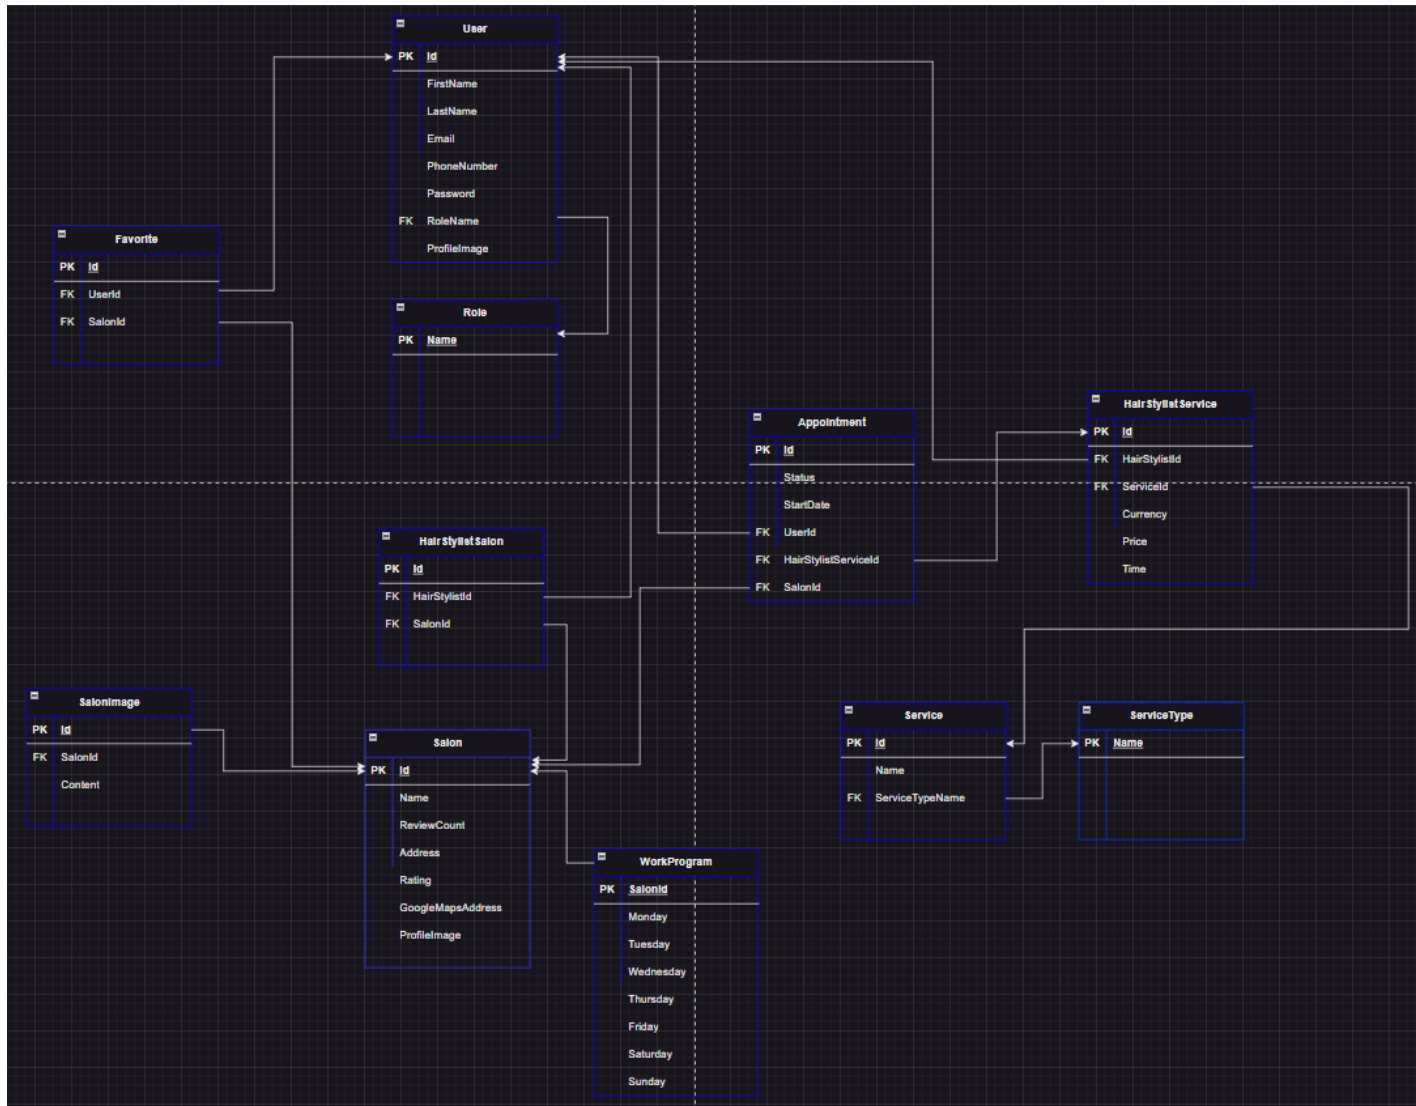 User
PK Id
FirstName
LastName
Email
PhoneNumber
Password
FK RoleName
ProfileImage
Favorite
PK Id
FK UserId
FK SalonId
Role
PK Name
Appointment
PK Id
Status
StartDate
FK UserId
FK HairStylistServiceId
FK SalonId
HairStylistService
PK Id
FK HairStylistId
FK ServiceId
Currency
Price
Time
HairStylistSalon
PK Id
FK HairStylistId
FK SalonId
SalonImage
PK Id
FK SalonId
Content
Salon
PK Id
Name
ReviewCount
Address
Rating
GoogleMapsAddress
ProfileImage
Service
PK Id
Name
FK ServiceTypeName
ServiceType
PK Name
WorkProgram
PK SalonId
Monday
Tuesday
Wednesday
Thursday
Friday
Saturday
Sunday